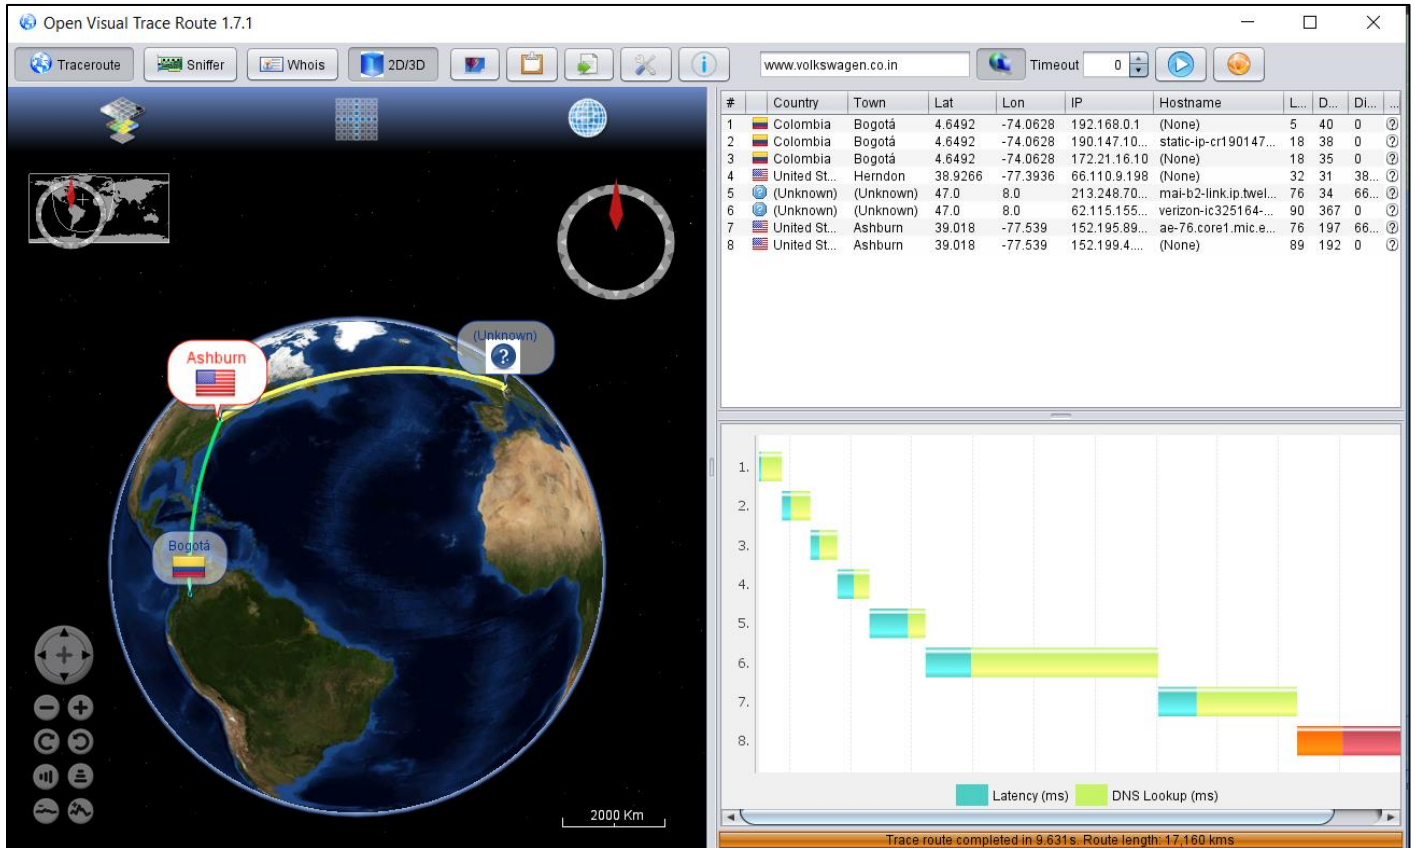 Open Visual Trace Route 1.7.1
Traceroute Sniffer Whois 2D/3D www.volkswagen.co.in Timeout 0
# Country Town Lat Lon IP Hostname L... D... Di... ...
1 Colombia Bogotá 4.6492 -74.0628 192.168.0.1 (None) 5 40 0
2 Colombia Bogotá 4.6492 -74.0628 190.147.10... static-ip-cr190147... 18 38 0
3 Colombia Bogotá 4.6492 -74.0628 172.21.16.10 (None) 18 35 0
4 United St... Herndon 38.9266 -77.3936 66.110.9.198 (None) 32 31 38...
5 (Unknown) (Unknown) 47.0 8.0 213.248.70... mai-b2-link.ip.twel... 76 34 66...
6 (Unknown) (Unknown) 47.0 8.0 62.115.155... verizon-ic325164-... 90 367 0
7 United St... Ashburn 39.018 -77.539 152.195.89... ae-76.core1.mic.e... 76 197 66...
8 United St... Ashburn 39.018 -77.539 152.199.4.... (None) 89 192 0
(Unknown)
Ashburn
Bogotá
2000 Km
1.
2.
3.
4.
5.
6.
7.
8.
Latency (ms) DNS Lookup (ms)
Trace route completed in 9.631s. Route length: 17,160 kms